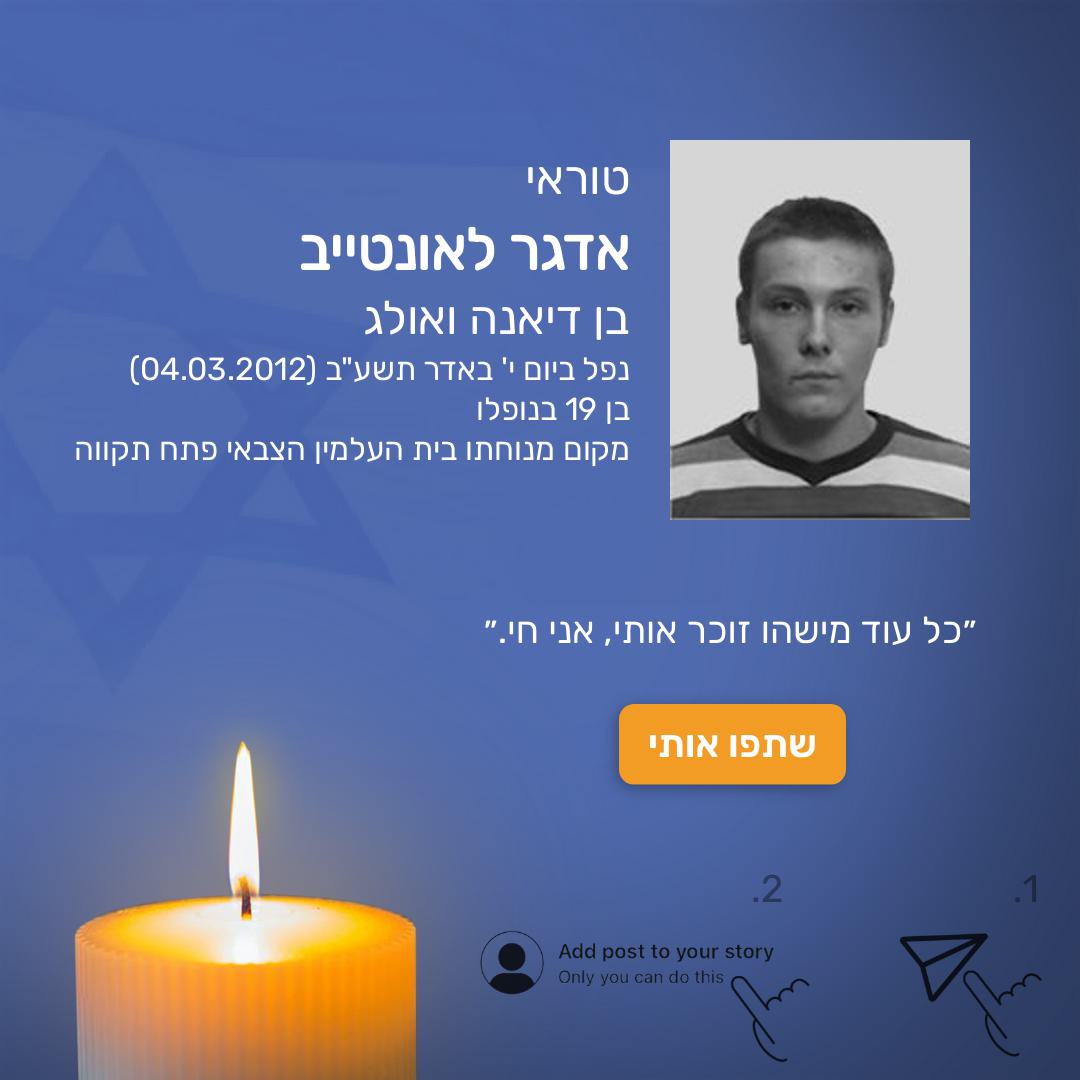 טוראי
אדגר לאונטייב
בן דיאנה ואולג
נפל ביום י' באדר תשע"ב (04.03.2012)
בן 19 בנופלו
מקום מנוחתו בית העלמין הצבאי פתח תקווה
״כל עוד מישהו זוכר אותי, אני חי.״
שתפו אותי
1.
2.
Add post to your story
Only you can do this